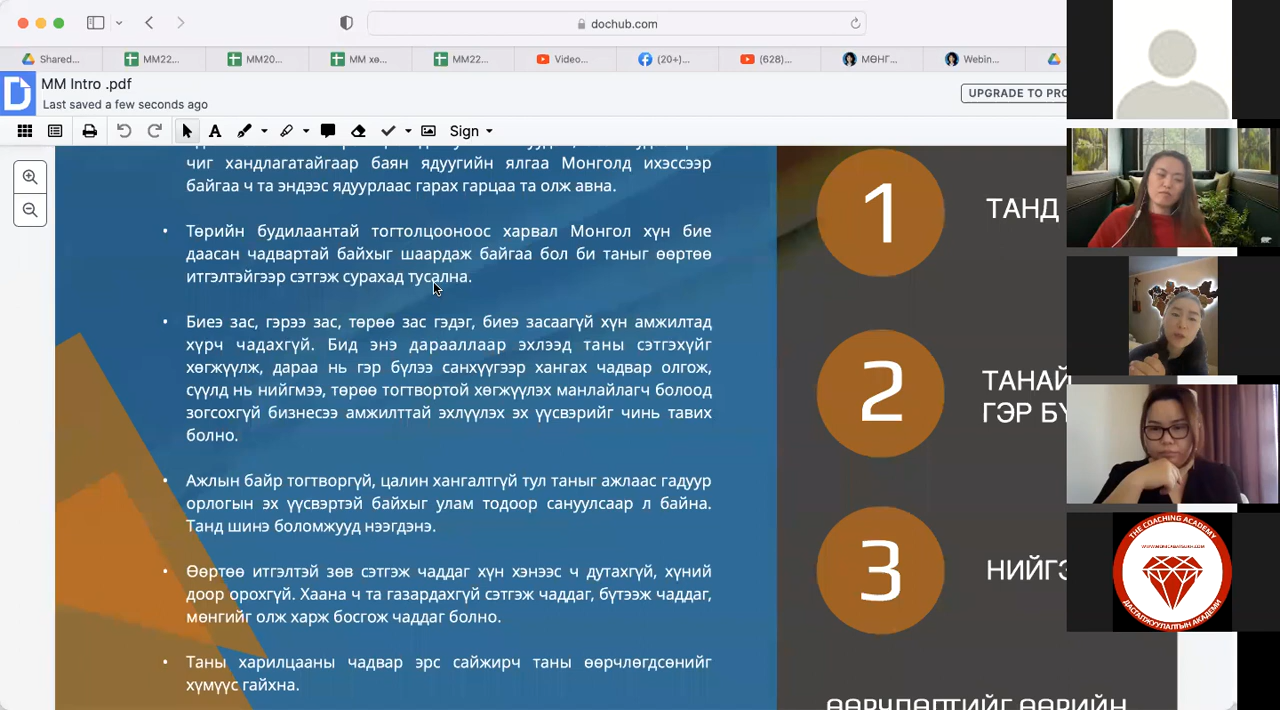 dochub.com
Shared...
MM22...
MM20...
MM хө...
MM22...
Video...
(20+)...
(628)...
МӨНГ...
Webin...
MM Intro .pdf
Last saved a few seconds ago
UPGRADE TO PRO
Sign
чиг хандлагатайгаар баян ядуугийн ялгаа Монголд ихэссээр
байгаа ч та эндээс ядуурлаас гарах гарцаа та олж авна.
• Төрийн будилаантай тогтолцооноос харвал Монгол хүн бие
даасан чадвартай байхыг шаардаж байгаа бол би таныг өөртөө
итгэлтэйгээр сэтгэж сурахад тусална.
• Биеэ зас, гэрээ зас, төрөө зас гэдэг, биеэ засаагүй хүн амжилтад
хүрч чадахгүй. Бид энэ дарааллаар эхлээд таны сэтгэхүйг
хөгжүүлж, дараа нь гэр бүлээ санхүүгээр хангах чадвар олгож,
сүүлд нь нийгмээ, төрөө тогтвортой хөгжүүлэх манлайлагч болоод
зогсохгүй бизнесээ амжилттай эхлүүлэх эх үүсвэрийг чинь тавих
болно.
• Ажлын байр тогтворгүй, цалин хангалтгүй тул таныг ажлаас гадуур
орлогын эх үүсвэртэй байхыг улам тодоор сануулсаар л байна.
Танд шинэ боломжууд нээгдэнэ.
• Өөртөө итгэлтэй зөв сэтгэж чаддаг хүн хэнээс ч дутахгүй, хүний
доор орохгүй. Хаана ч та газардахгүй сэтгэж чаддаг, бүтээж чаддаг,
мөнгийг олж харж босгож чаддаг болно.
• Таны харилцааны чадвар эрс сайжирч таны өөрчлөгдсөнийг
хүмүүс гайхна.
1
ТАНД
2
ТАНАЙ
ГЭР БҮ
3
НИЙГЭ
ӨӨРЧЛӨЛТИЙГ ӨӨРИЙН
THE COACHING ACADEMY
ДАСГАЛЖУУЛАЛТЫН АКАДЕМИ